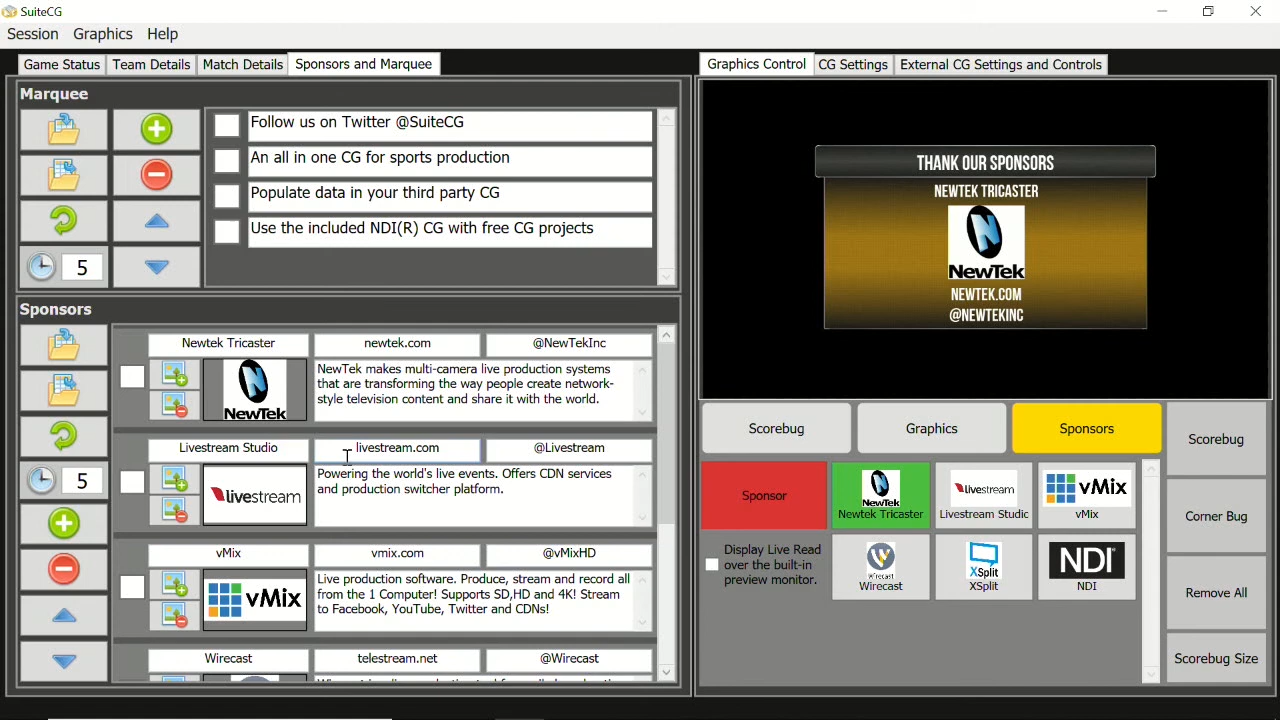 SuiteCG
Session Graphics Help
Game Status Team Details Match Details Sponsors and Marquee
Marquee
Follow us on Twitter @SuiteCG
An all in one CG for sports production
Populate data in your third party CG
Use the included NDI(R) CG with free CG projects
5
Sponsors
Newtek Tricaster newtek.com @NewTekInc
NewTek
NewTek makes multi-camera live production systems
that are transforming the way people create network-
style television content and share it with the world.
Livestream Studio livestream.com @Livestream
livestream
Powering the world's live events. Offers CDN services
and production switcher platform.
5
vMix vmix.com @vMixHD
vMix
Live production software. Produce, stream and record all
from the 1 Computer! Supports SD,HD and 4K! Stream
to Facebook, YouTube, Twitter and CDNs!
Wirecast telestream.net @Wirecast
Graphics Control CG Settings External CG Settings and Controls
THANK OUR SPONSORS
NEWTEK TRICASTER
NewTek
NEWTEK.COM
@NEWTEKINC
Scorebug Graphics Sponsors
Sponsor
NewTek
Newtek Tricaster
livestream
Livestream Studio
vMix
vMix
Display Live Read
over the built-in
preview monitor.
Wirecast
Wirecast
XSplit
XSplit
NDI
NDI
Scorebug
Corner Bug
Remove All
Scorebug Size